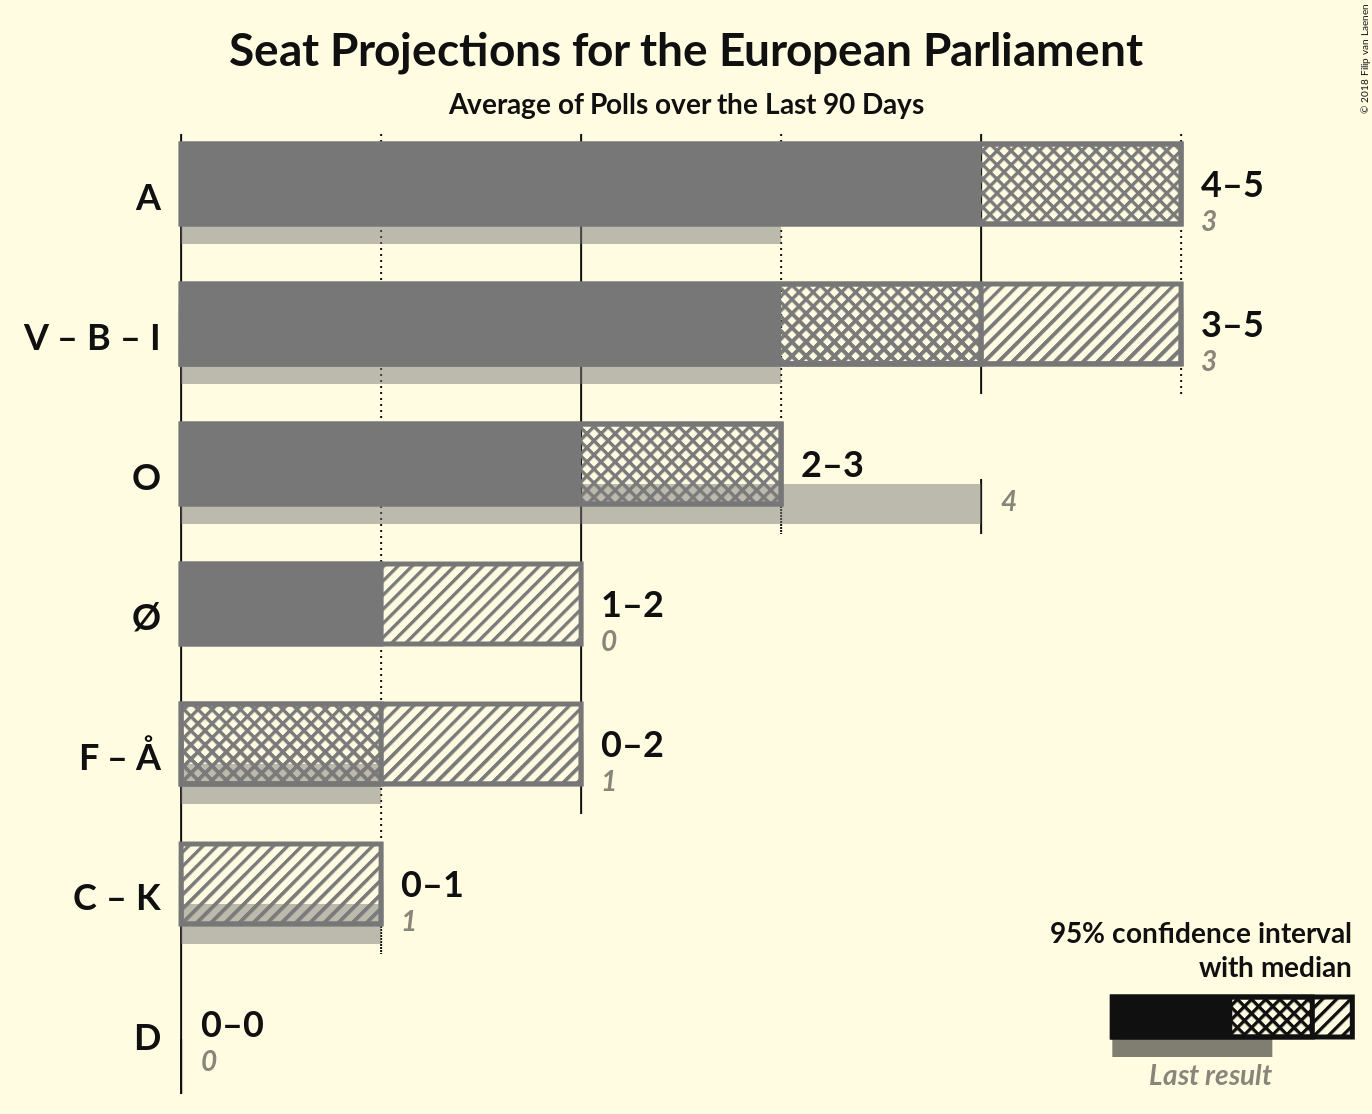 Seat Projections for the European Parliament
Average of Polls over the Last 90 Days
© 2018 Filip van Laenen
A
4–5
3
V – B – I
3–5
3
O
2–3
4
Ø
1–2
0
F – Å
0–2
1
C – K
0–1
1
D
0–0
0
95% confidence interval
with median
Last result